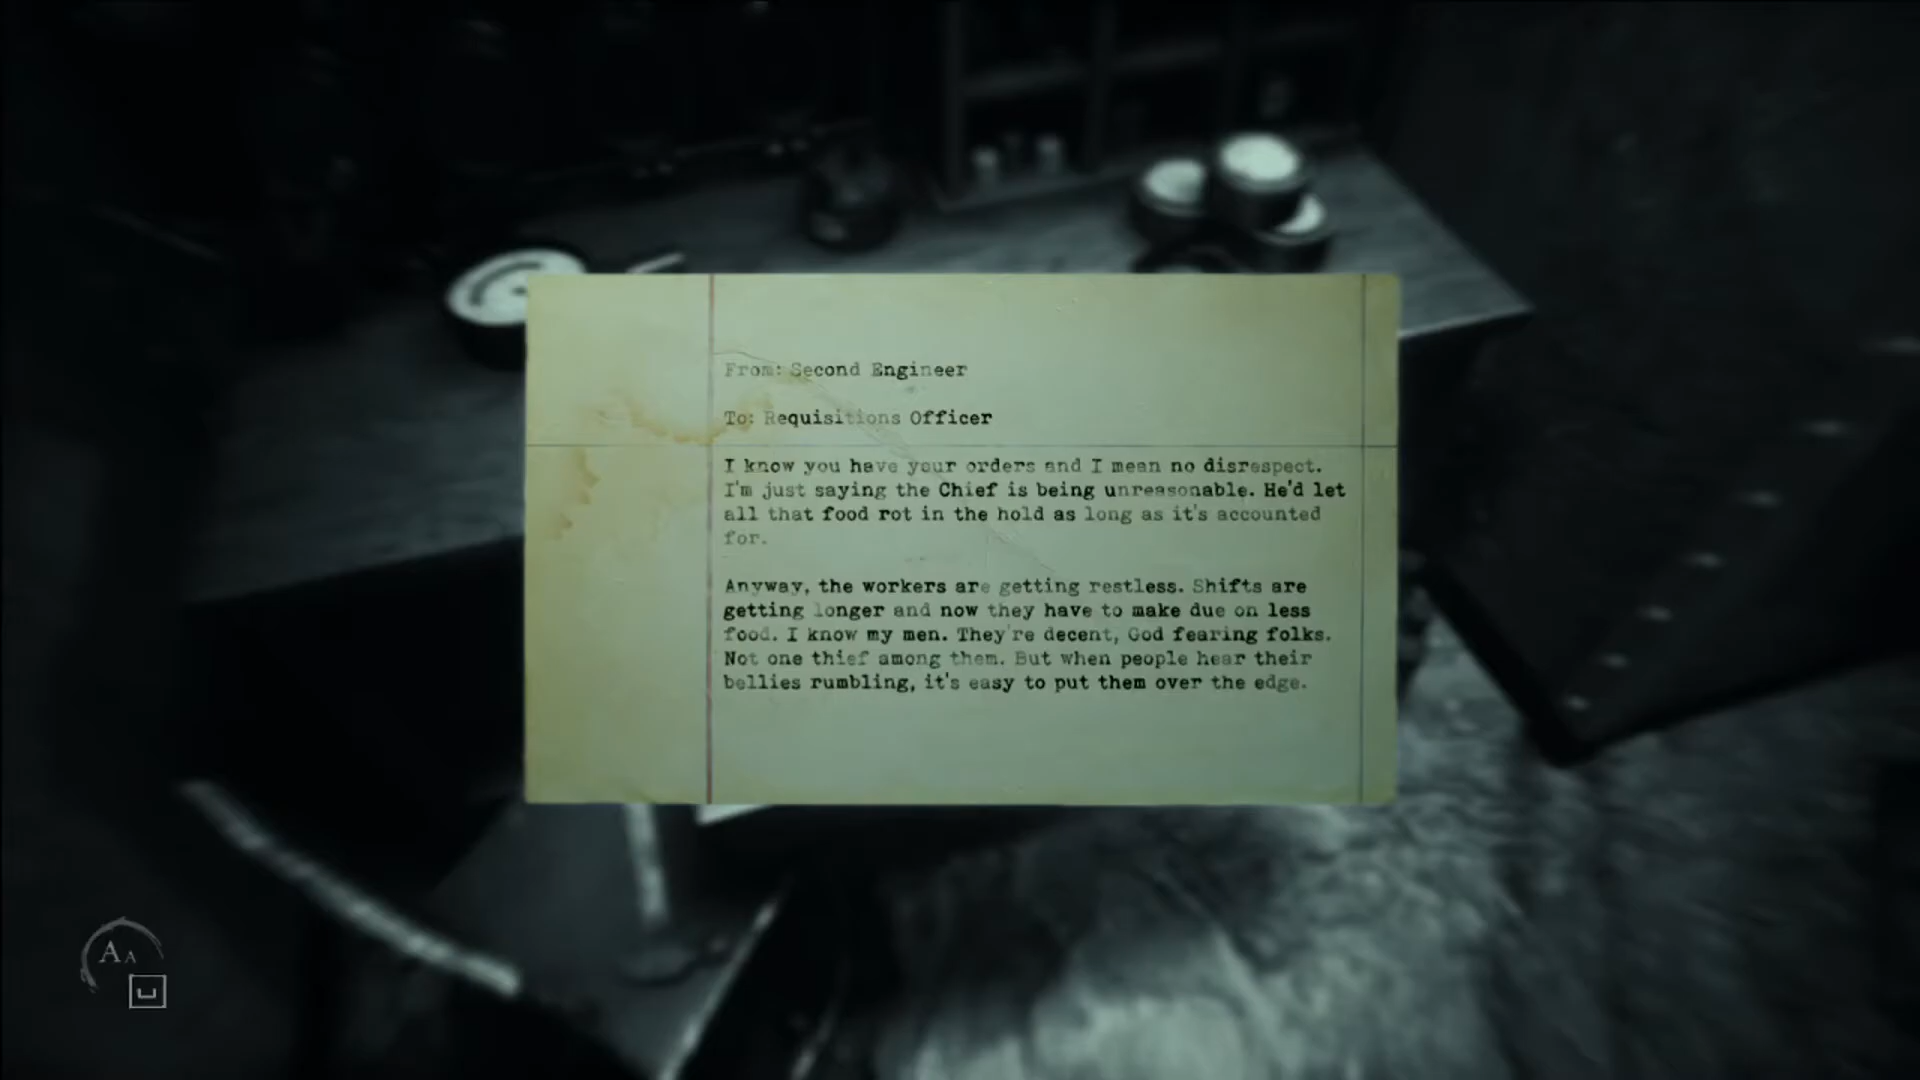 From: Second Engineer
To: Requisitions Officer
I know you have your orders and I mean no disrespect.
I'm just saying the Chief is being unreasonable. He'd let
all that food rot in the hold as long as it's accounted
for.
Anyway, the workers are getting restless. Shifts are
getting longer and now they have to make due on less
food. I know my men. They're decent, God fearing folks.
Not one thief among them. But when people hear their
bellies rumbling, it's easy to put them over the edge.
AA